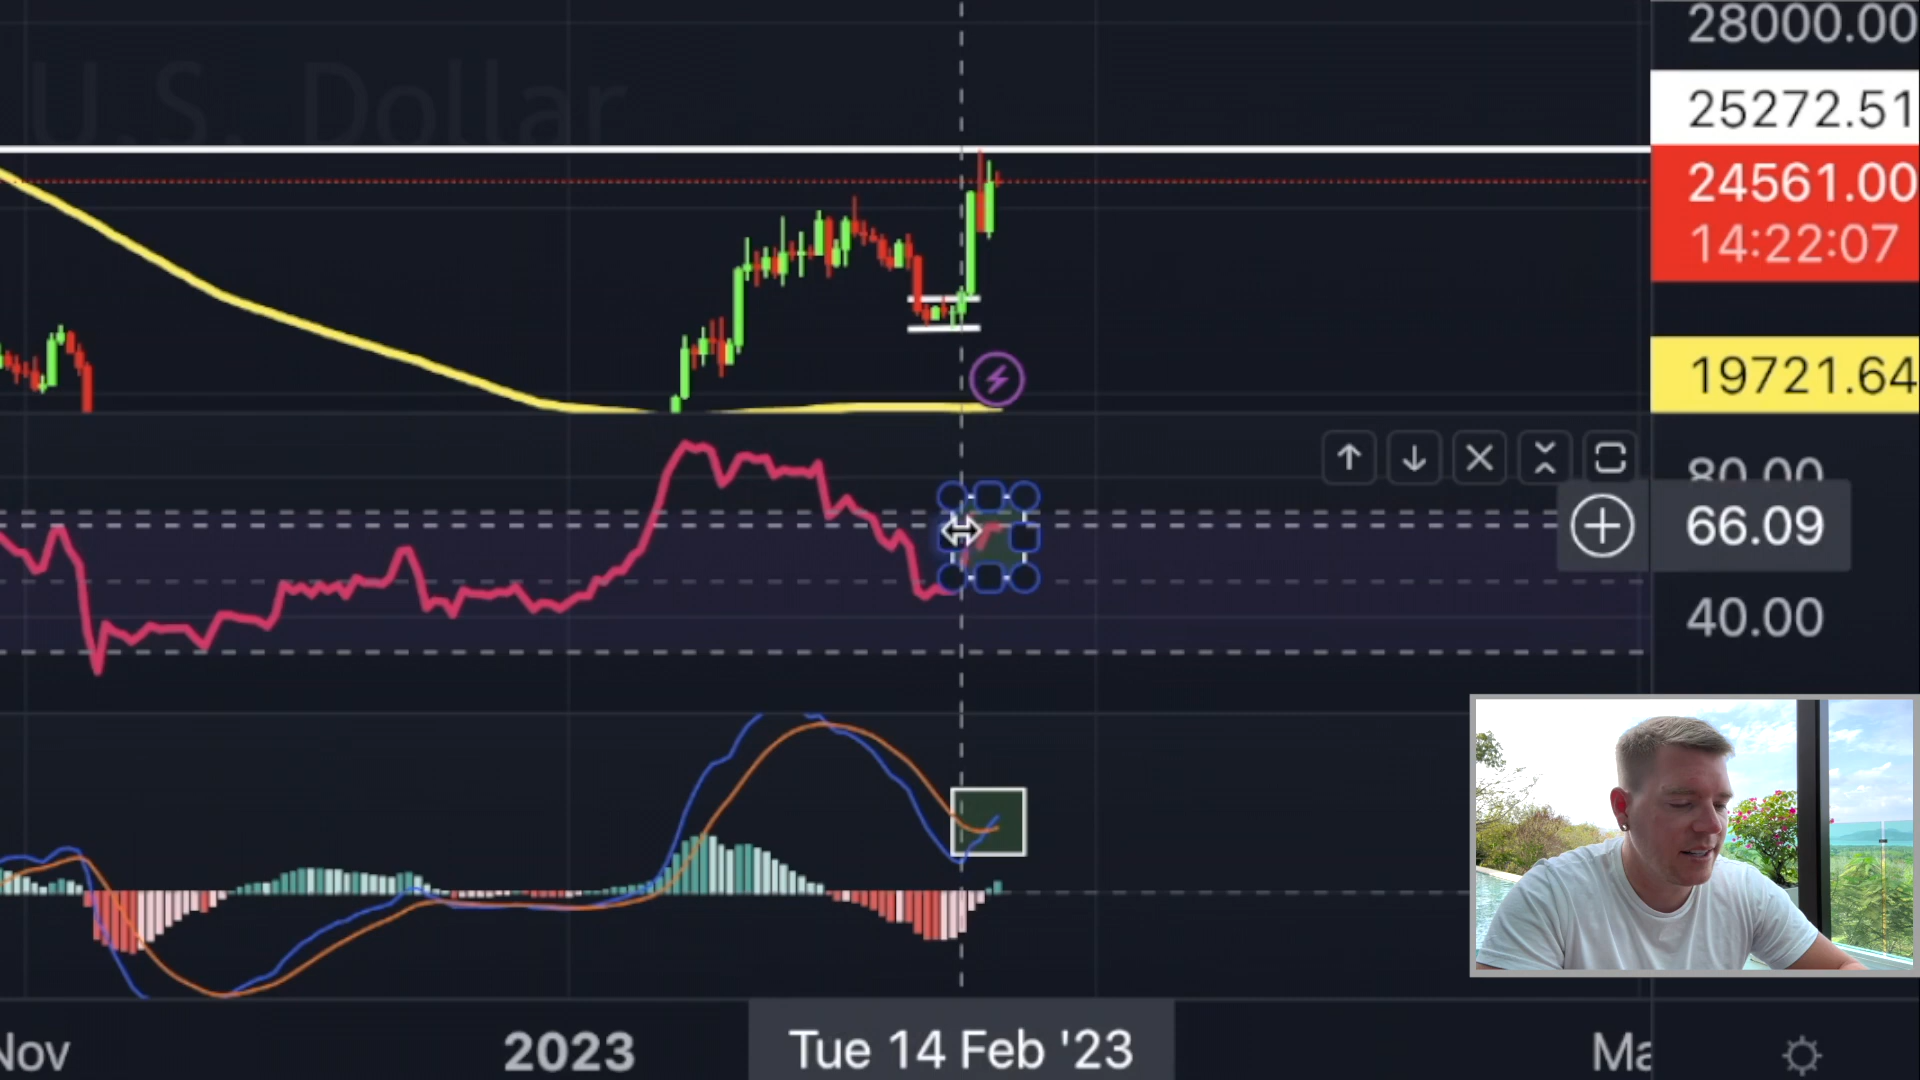 U.S. Dollar
28000.00
25272.51
24561.00
14:22:07
19721.64
80.00
66.09
40.00
Nov
2023
Tue 14 Feb '23
Ma